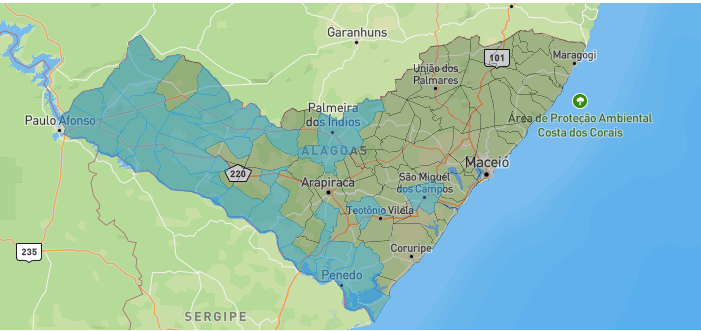 Garanhuns
101
Maragogi
União dos
Palmares
Paulo Afonso
Palmeira
dos Índios
Área de Proteção Ambiental
Costa dos Corais
ALAGOAS
Maceió
220
Arapiraca
São Miguel
dos Campos
Teotônio Vilela
235
Coruripe
Penedo
SERGIPE